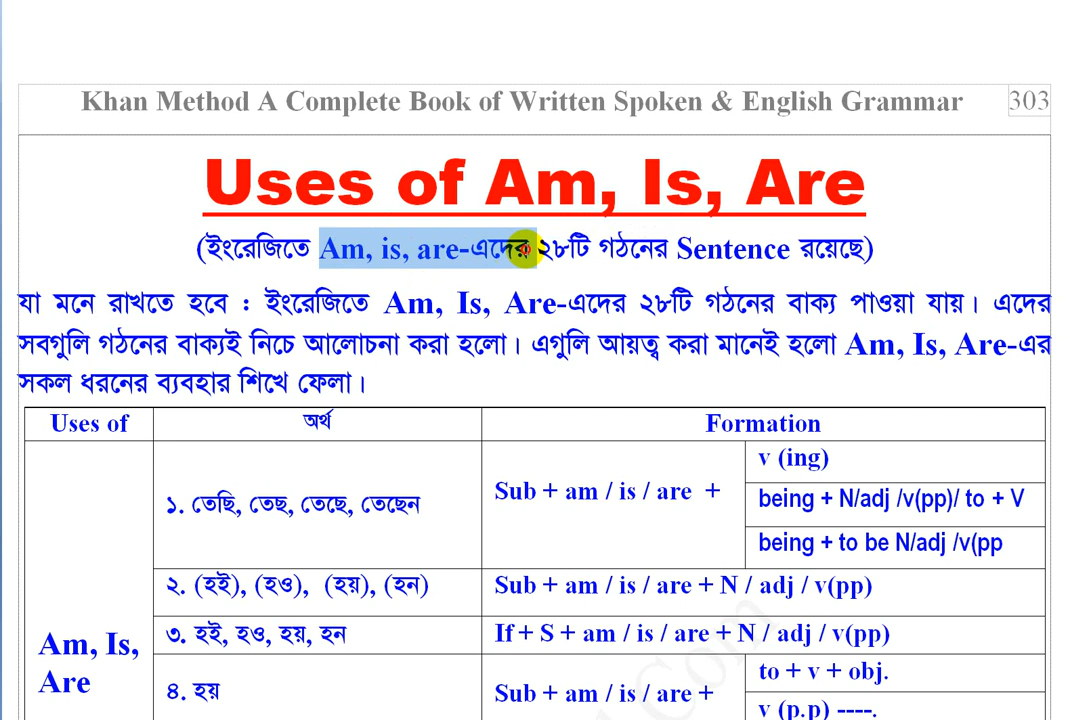 Khan Method A Complete Book of Written Spoken & English Grammar 303
Uses of Am, Is, Are
(ইংরেজিতে Am, is, are-এদের ২৮টি গঠনের Sentence রয়েছে)
যা মনে রাখতে হবে : ইংরেজিতে Am, Is, Are-এদের ২৮টি গঠনের বাক্য পাওয়া যায়। এদের
সবগুলি গঠনের বাক্যই নিচে আলোচনা করা হলো। এগুলি আয়ত্ব করা মানেই হলো Am, Is, Are-এর
সকল ধরনের ব্যবহার শিখে ফেলা।
Uses of অর্থ Formation
v (ing)
১. তেছি, তেছ, তেছে, তেছেন Sub + am / is / are + being + N/adj /v(pp)/ to + V
being + to be N/adj /v(pp
২. (হই), (হও), (হয়), (হন) Sub + am / is / are + N / adj / v(pp)
Am, Is, ৩. হই, হও, হয়, হন If + S + am / is / are + N / adj / v(pp)
Are to + v + obj.
৪. হয় Sub + am / is / are +
v (p.p) ----.